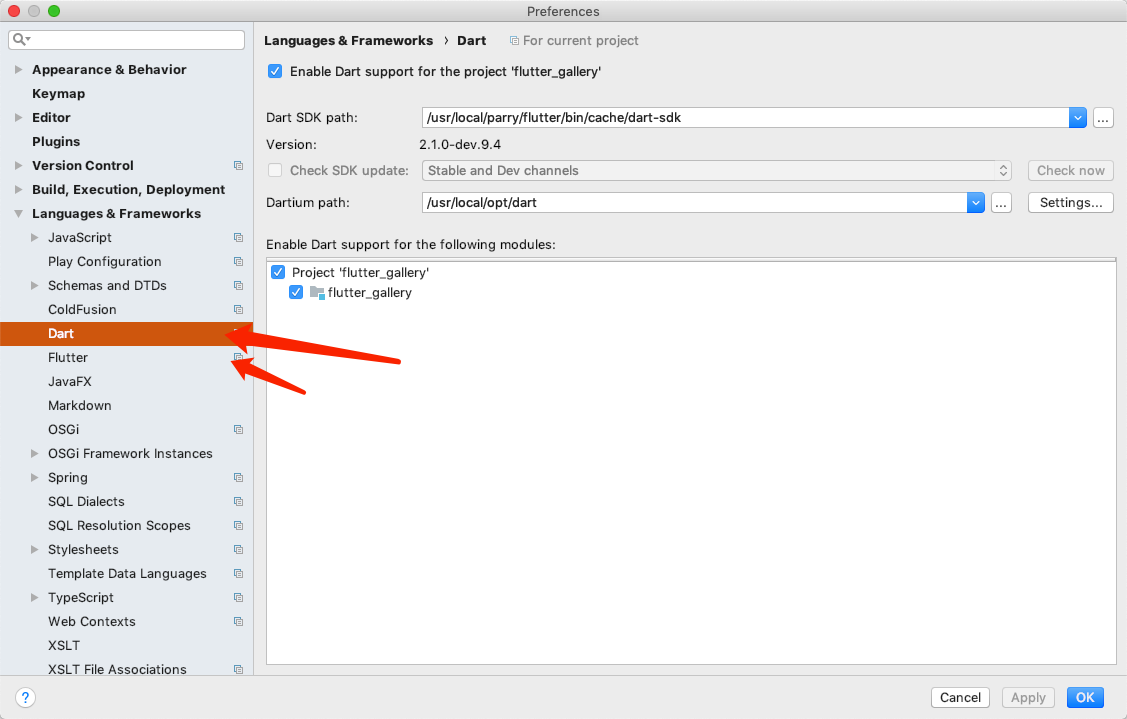 Preferences
Languages & Frameworks › Dart For current project
Enable Dart support for the project 'flutter_gallery'
Dart SDK path: /usr/local/parry/flutter/bin/cache/dart-sdk ...
Version: 2.1.0-dev.9.4
Check SDK update: Stable and Dev channels Check now
Dartium path: /usr/local/opt/dart ... Settings...
Enable Dart support for the following modules:
Project 'flutter_gallery'
flutter_gallery
Appearance & Behavior
Keymap
Editor
Plugins
Version Control
Build, Execution, Deployment
Languages & Frameworks
JavaScript
Play Configuration
Schemas and DTDs
ColdFusion
Dart
Flutter
JavaFX
Markdown
OSGi
OSGi Framework Instances
Spring
SQL Dialects
SQL Resolution Scopes
Stylesheets
Template Data Languages
TypeScript
Web Contexts
XSLT
XSLT File Associations
? Cancel Apply OK